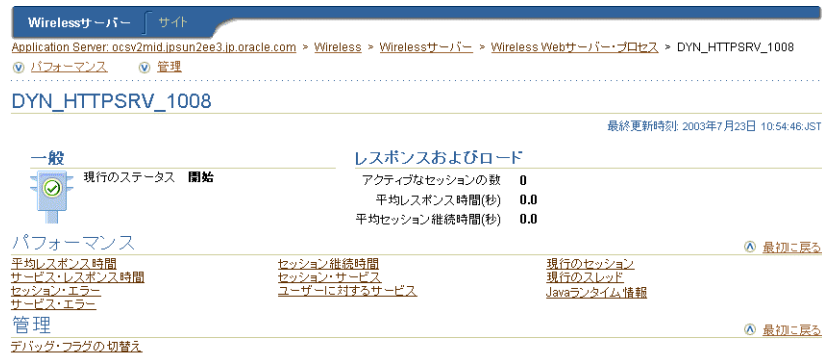 Wirelessサーバー サイト
Application Server: ocsv2mid.jpsun2ee3.jp.oracle.com > Wireless > Wirelessサーバー > Wireless Webサーバー・プロセス > DYN_HTTPSRV_1008
パフォーマンス 管理
DYN_HTTPSRV_1008
最終更新時刻: 2003年7月23日 10:54:46:JST
一般 レスポンスおよびロード
現行のステータス 開始 アクティブなセッションの数 0
平均レスポンス時間(秒) 0.0
平均セッション継続時間(秒) 0.0
パフォーマンス 最初に戻る
平均レスポンス時間 セッション継続時間 現行のセッション
サービス・レスポンス時間 セッション・サービス 現行のスレッド
セッション・エラー ユーザーに対するサービス Javaランタイム情報
サービス・エラー
管理 最初に戻る
デバッグ・フラグの切替え